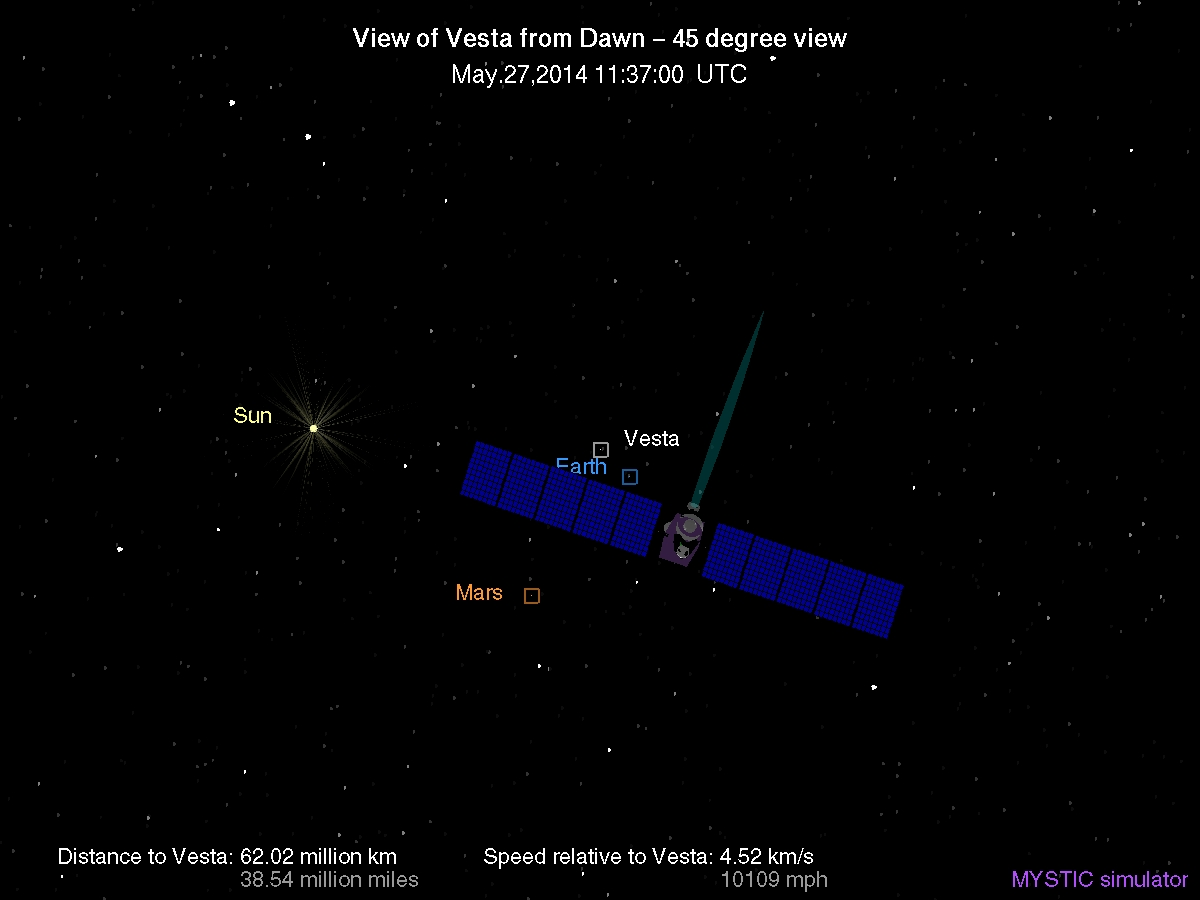 View of Vesta from Dawn – 45 degree view
May.27,2014 11:37:00 UTC
Sun
Vesta
Earth
Mars
Distance to Vesta: 62.02 million km
38.54 million miles
Speed relative to Vesta: 4.52 km/s
10109 mph
MYSTIC simulator